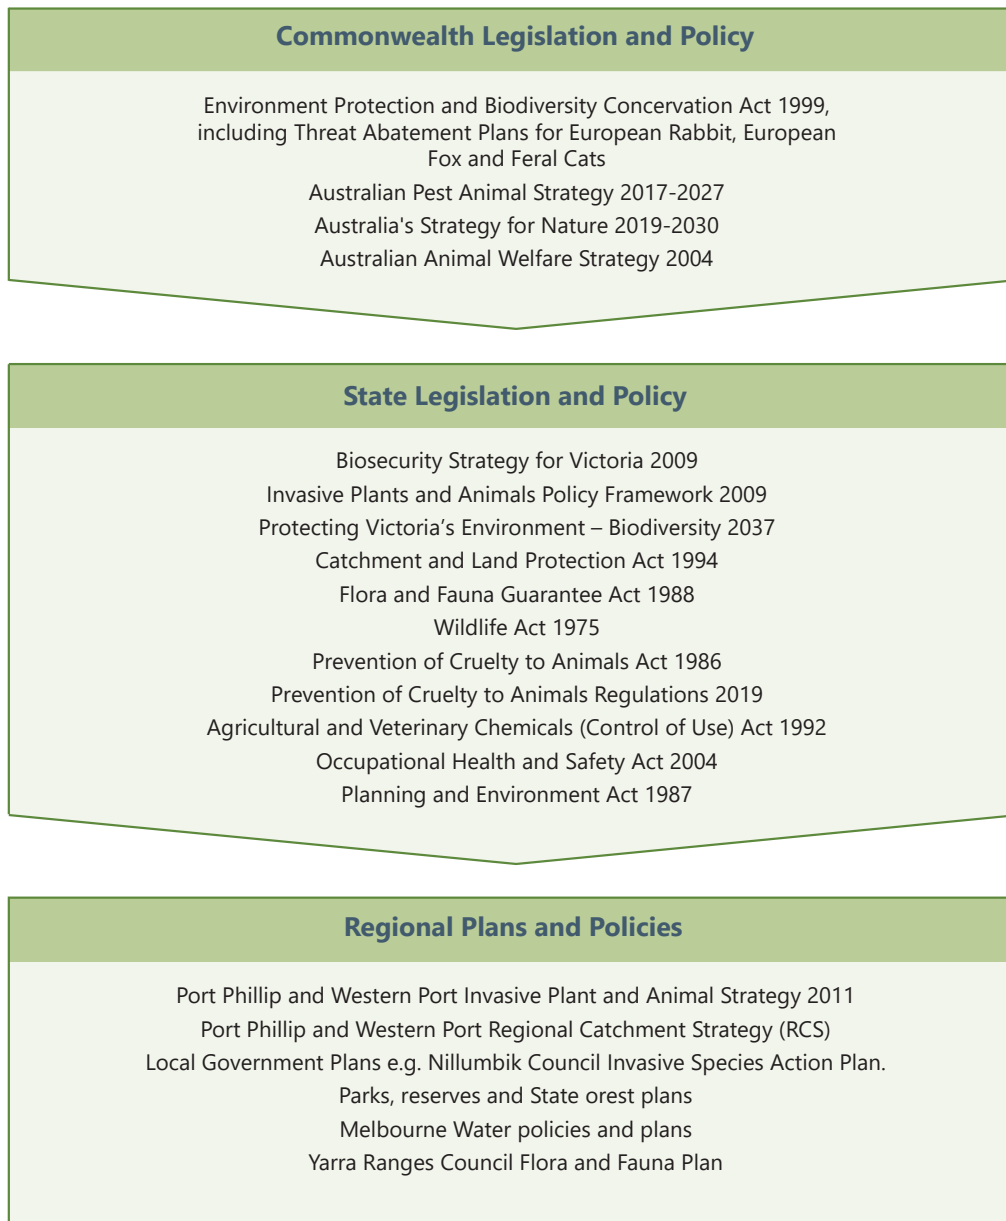 Commonwealth Legislation and Policy
Environment Protection and Biodiversity Concervation Act 1999,
including Threat Abatement Plans for European Rabbit, European
Fox and Feral Cats
Australian Pest Animal Strategy 2017-2027
Australia's Strategy for Nature 2019-2030
Australian Animal Welfare Strategy 2004
State Legislation and Policy
Biosecurity Strategy for Victoria 2009
Invasive Plants and Animals Policy Framework 2009
Protecting Victoria’s Environment – Biodiversity 2037
Catchment and Land Protection Act 1994
Flora and Fauna Guarantee Act 1988
Wildlife Act 1975
Prevention of Cruelty to Animals Act 1986
Prevention of Cruelty to Animals Regulations 2019
Agricultural and Veterinary Chemicals (Control of Use) Act 1992
Occupational Health and Safety Act 2004
Planning and Environment Act 1987
Regional Plans and Policies
Port Phillip and Western Port Invasive Plant and Animal Strategy 2011
Port Phillip and Western Port Regional Catchment Strategy (RCS)
Local Government Plans e.g. Nillumbik Council Invasive Species Action Plan.
Parks, reserves and State orest plans
Melbourne Water policies and plans
Yarra Ranges Council Flora and Fauna Plan